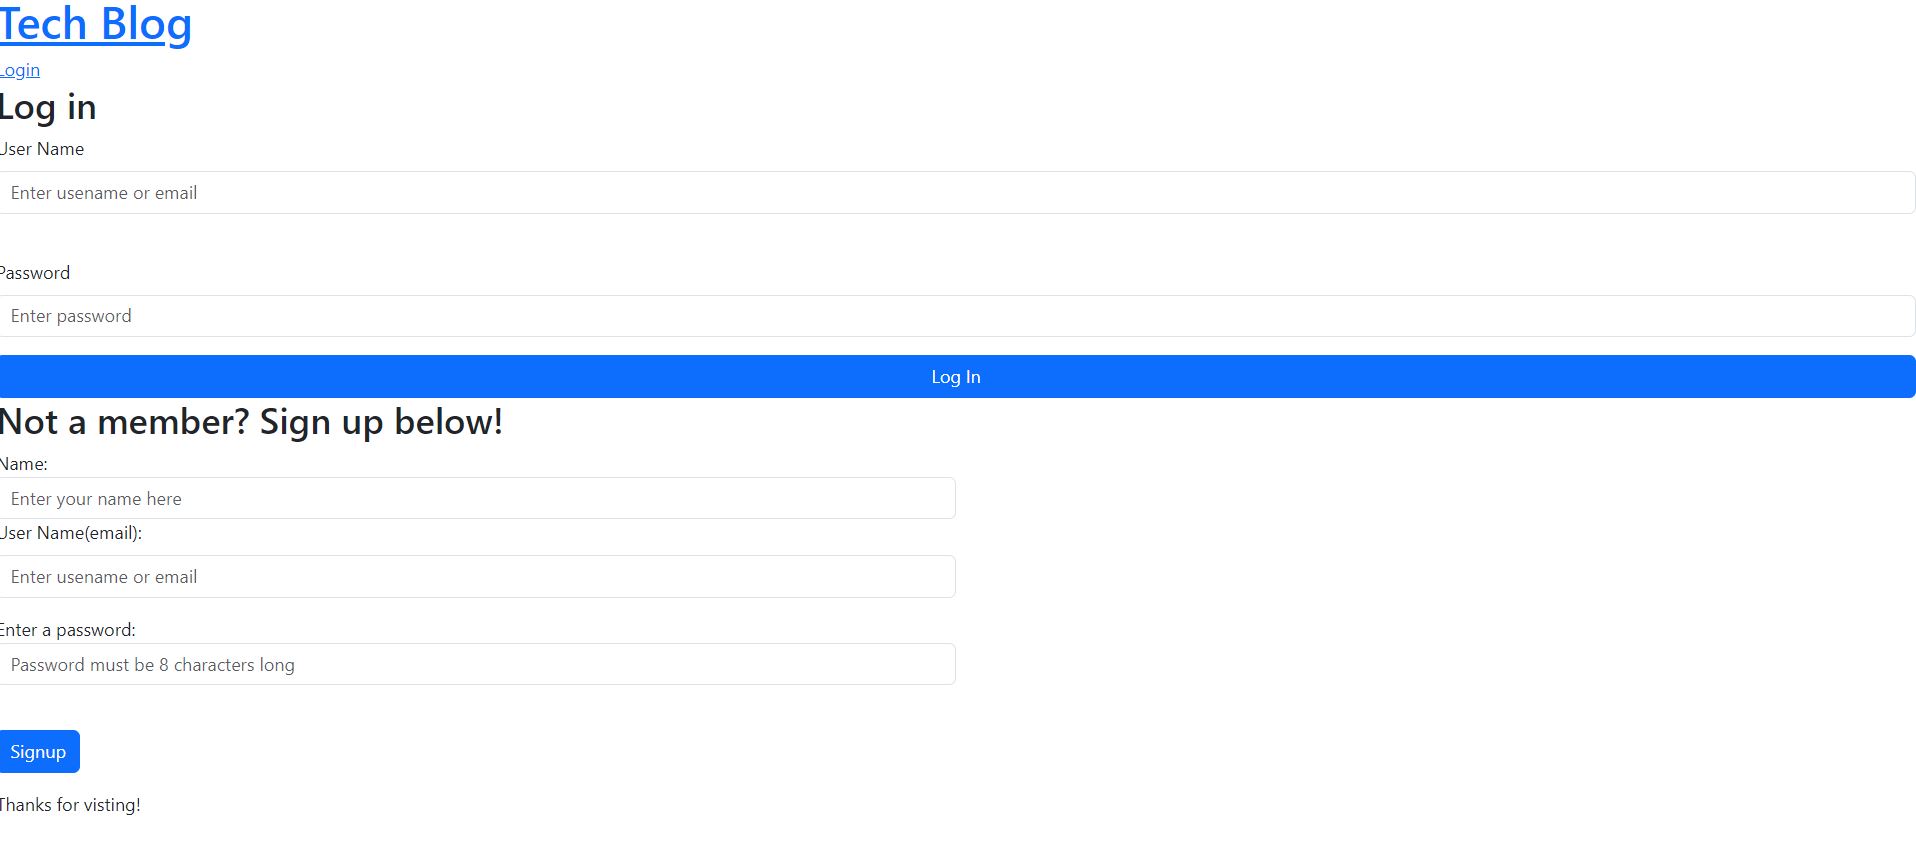 Tech Blog
Login
Log in
User Name
Enter usename or email
Password
Enter password
Log In
Not a member? Sign up below!
Name:
Enter your name here
User Name(email):
Enter usename or email
Enter a password:
Password must be 8 characters long
Signup
Thanks for visting!